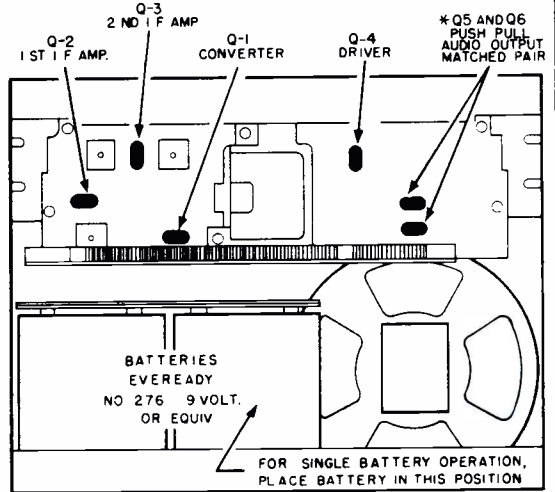 Q-3
2 ND I F AMP
Q-2
1 ST I F AMP.
Q-1
CONVERTER
Q-4
DRIVER
* Q5 AND Q6
PUSH PULL
AUDIO OUTPUT
MATCHED PAIR
BATTERIES
EVEREADY
NO 276 9 VOLT.
OR EQUIV
FOR SINGLE BATTERY OPERATION,
PLACE BATTERY IN THIS POSITION